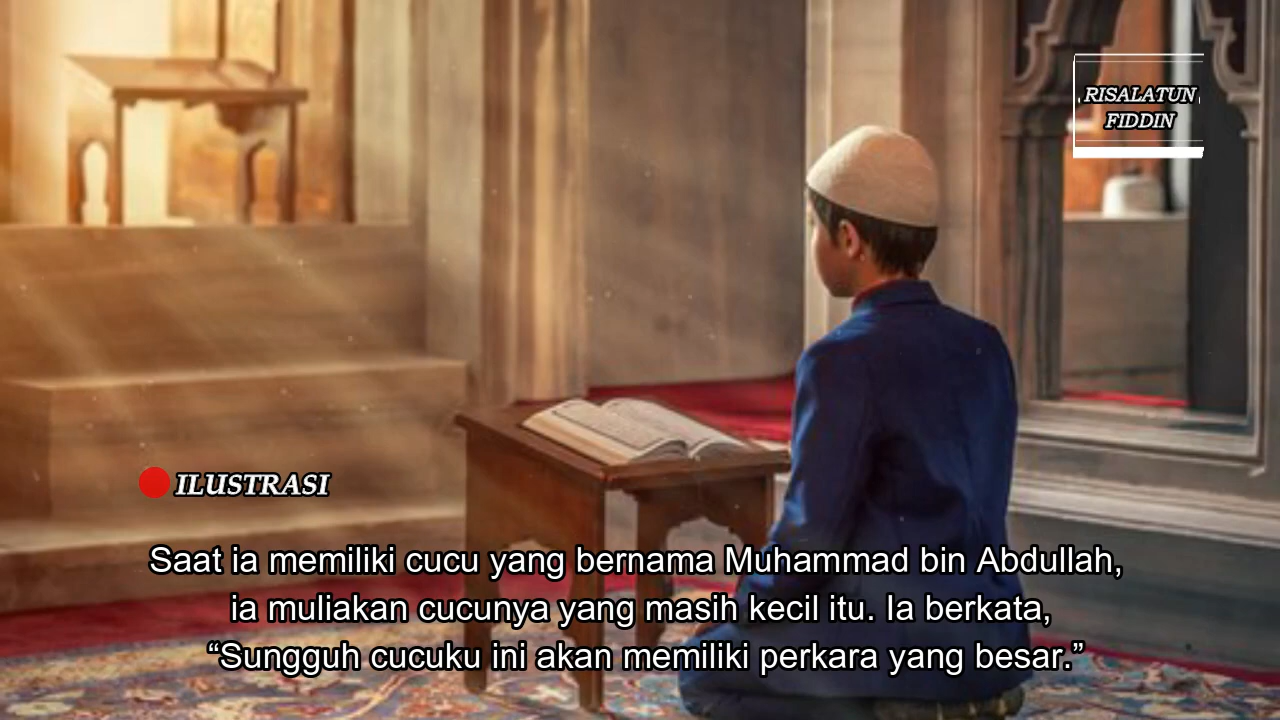 RISALATUN
FIDDIN
ILUSTRASI
Saat ia memiliki cucu yang bernama Muhammad bin Abdullah,
ia muliakan cucunya yang masih kecil itu. Ia berkata,
“Sungguh cucuku ini akan memiliki perkara yang besar.”